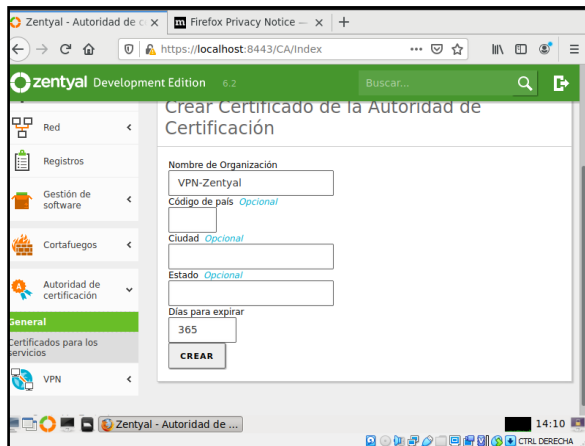 Zentyal - Autoridad de c
Firefox Privacy Notice —
https://localhost:8443/CA/Index
zentyal Development Edition 6.2
Buscar...
Crear Certificado de la Autoridad de
Certificación
Red
Registros
Gestión de
software
Cortafuegos
Autoridad de
certificación
General
Certificados para los
servicios
VPN
Nombre de Organización
VPN-Zentyal
Código de país Opcional
Ciudad Opcional
Estado Opcional
Días para expirar
365
CREAR
Zentyal - Autoridad de ...
14:10
CTRL DERECHA